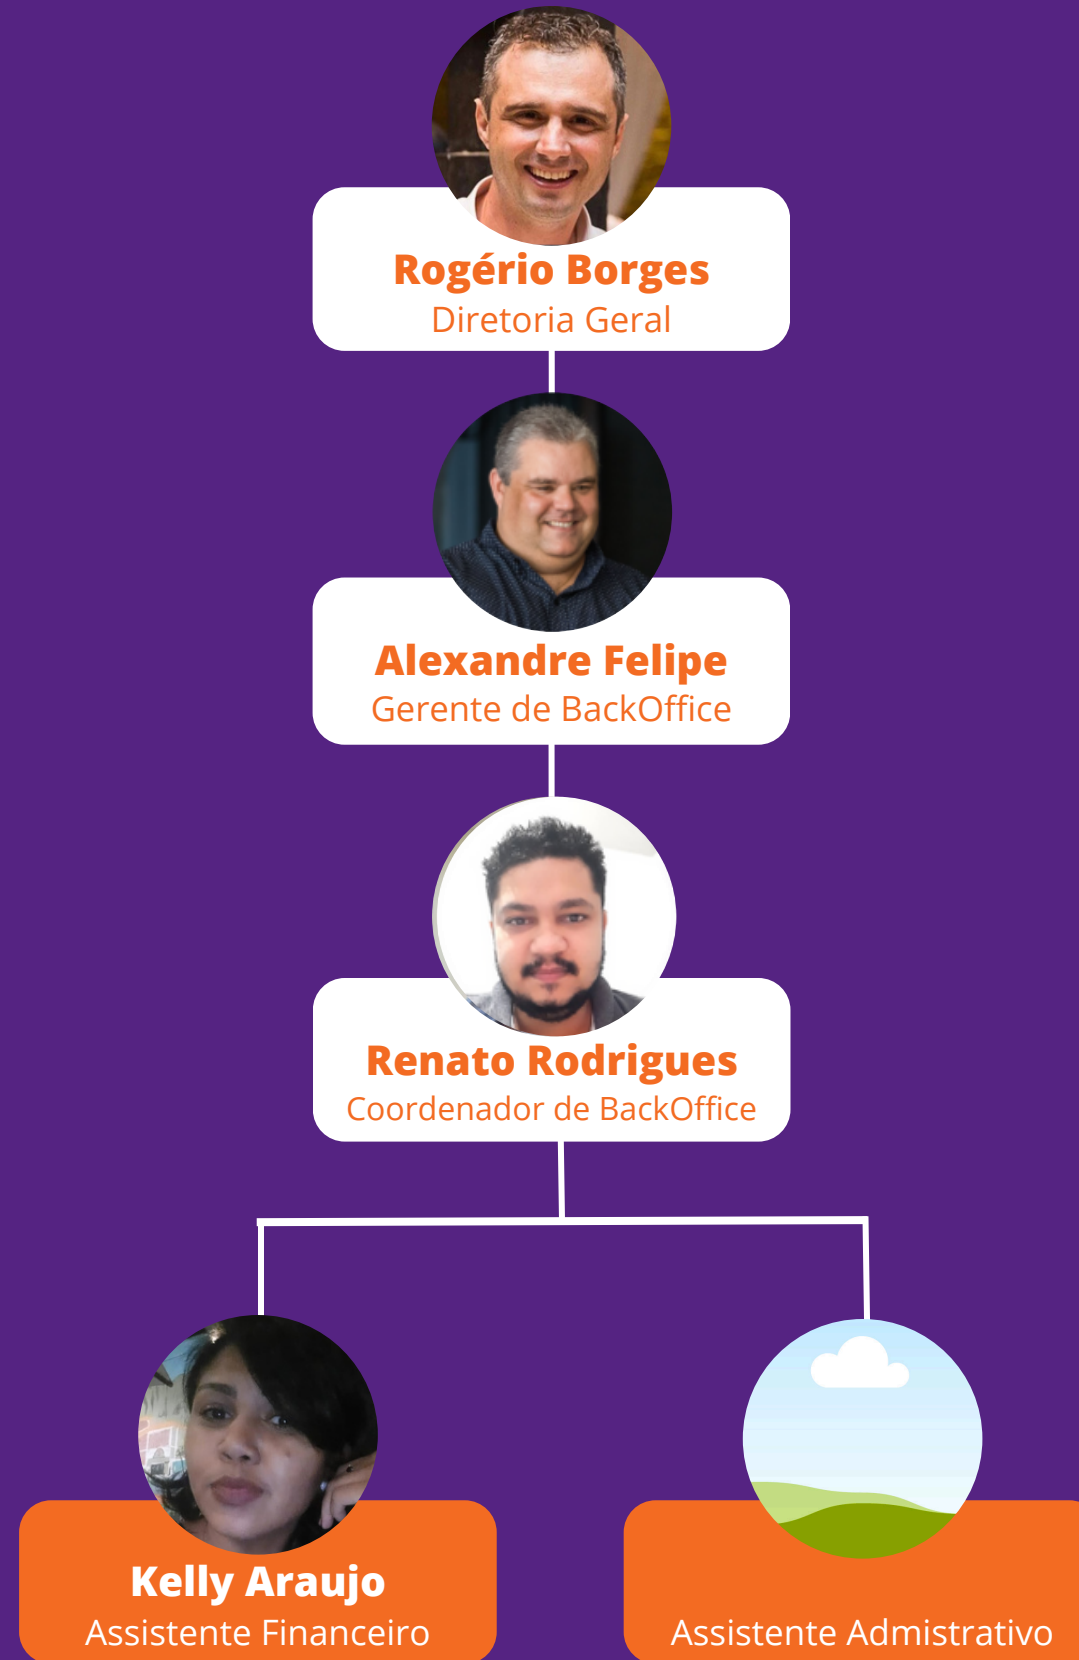 Rogério Borges
Diretoria Geral
Alexandre Felipe
Gerente de BackOffice
Renato Rodrigues
Coordenador de BackOffice
Kelly Araujo
Assistente Financeiro
Assistente Admistrativo